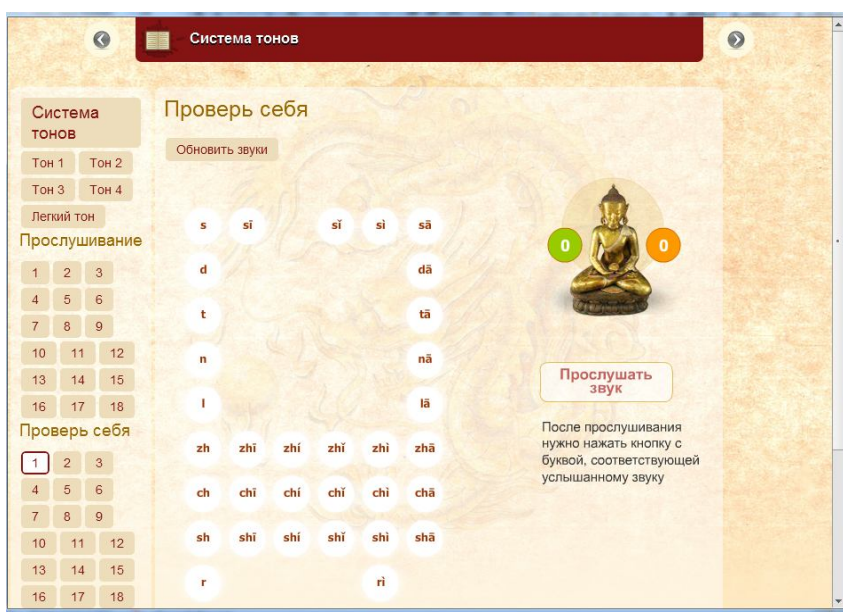 Система тонов
Система
тонов
Тон 1 Тон 2
Тон 3 Тон 4
Легкий тон
Прослушивание
1 2 3
4 5 6
7 8 9
10 11 12
13 14 15
16 17 18
Проверь себя
1 2 3
4 5 6
7 8 9
10 11 12
13 14 15
16 17 18
Проверь себя
Обновить звуки
s sī sǐ sì sā
d dā
t tā
n nā
l lā
zh zhī zhí zhǐ zhì zhā
ch chī chí chǐ chì chā
sh shī shí shǐ shì shā
r rì
0 0
Прослушать
звук
После прослушивания
нужно нажать кнопку с
буквой, соответствующей
услышанному звуку